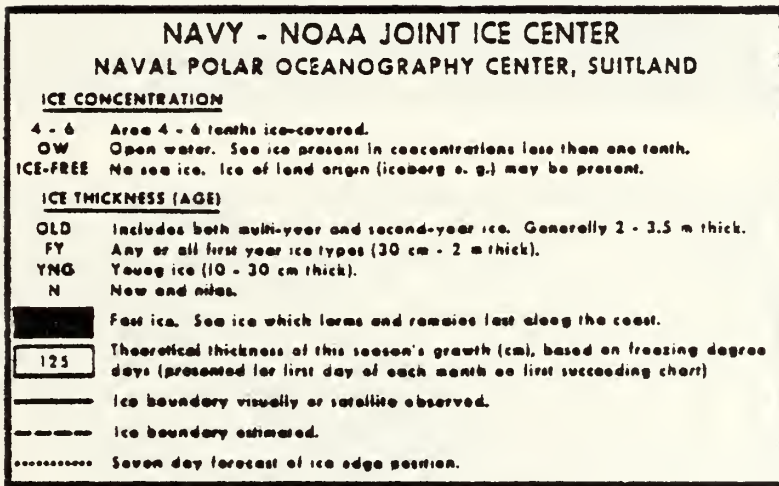 NAVY - NOAA JOINT ICE CENTER
NAVAL POLAR OCEANOGRAPHY CENTER, SUITLAND
ICE CONCENTRATION
4 - 6 Area 4 - 6 tenths ice-covered.
OW Open water. Sea ice present in concentrations less than one tenth.
ICE-FREE No sea ice. Ice of land origin (iceberg e. g.) may be present.
ICE THICKNESS (AGE)
OLD Includes both multi-year and second-year ice. Generally 2 - 3.5 m thick.
FY Any or all first year ice types (30 cm - 2 m thick).
YNG Young ice (10 - 30 cm thick).
N New and nilas.
Fast ice. Sea ice which forms and remains fast along the coast.
125 Theoretical thickness of this season's growth (cm), based on freezing degree
days (presented for first day of each month on first succeeding chart)
Ice boundary visually or satellite observed.
Ice boundary estimated.
Seven day forecast of ice edge position.